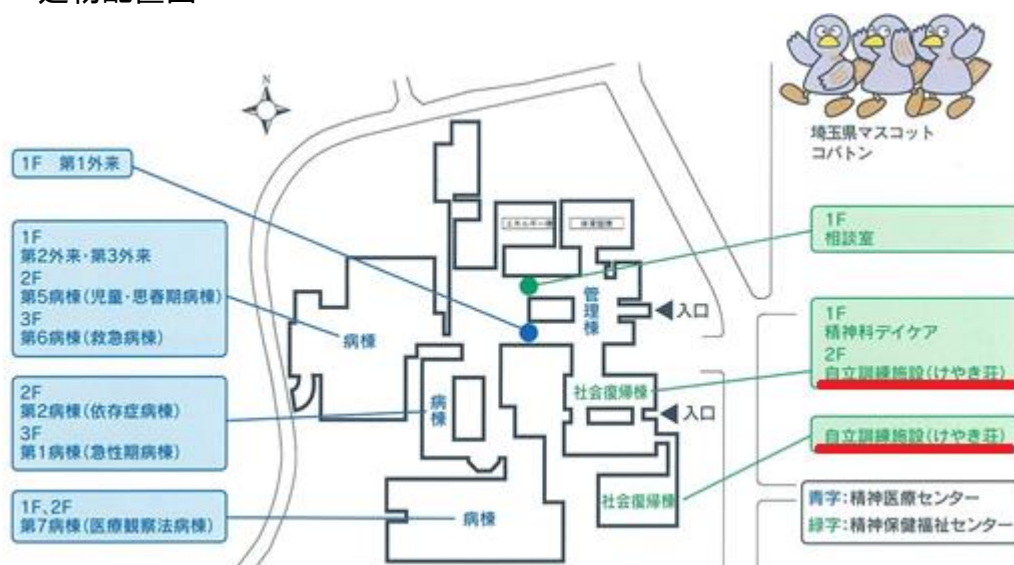 N
埼玉県マスコット
コバトン
1F 第1外来
1F
第2外来・第3外来
2F
第5病棟(児童・思春期病棟)
3F
第6病棟(救急病棟)
2F
第2病棟(依存症病棟)
3F
第1病棟(急性期病棟)
1F、2F
第7病棟(医療観察法病棟)
病棟
病棟
病棟
エネルギー棟
管理棟
入口
社会復帰棟
入口
社会復帰棟
1F
相談室
1F
精神科デイケア
2F
自立訓練施設(けやき荘)
自立訓練施設(けやき荘)
青字:精神医療センター
緑字:精神保健福祉センター